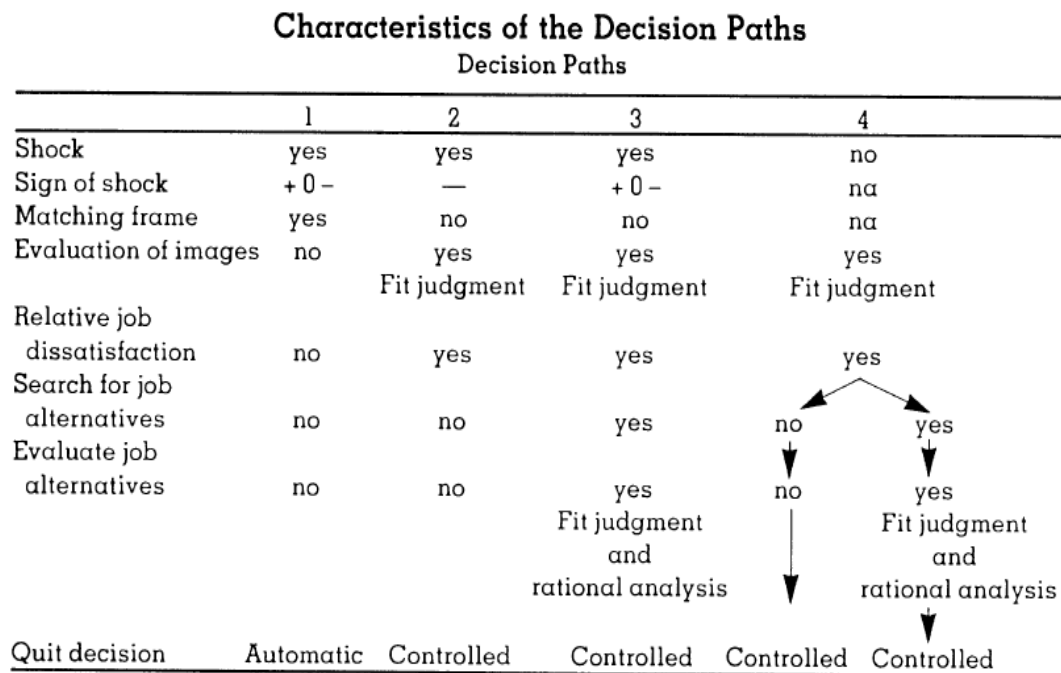 Characteristics of the Decision Paths
Decision Paths
1 2 3 4
Shock yes yes yes no
Sign of shock + 0 – — + 0 – na
Matching frame yes no no na
Evaluation of images no yes yes yes
Fit judgment Fit judgment Fit judgment
Relative job
dissatisfaction no yes yes yes
Search for job
alternatives no no yes no yes
Evaluate job
alternatives no no yes no yes
Fit judgment Fit judgment
and and
rational analysis rational analysis
Quit decision Automatic Controlled Controlled Controlled Controlled